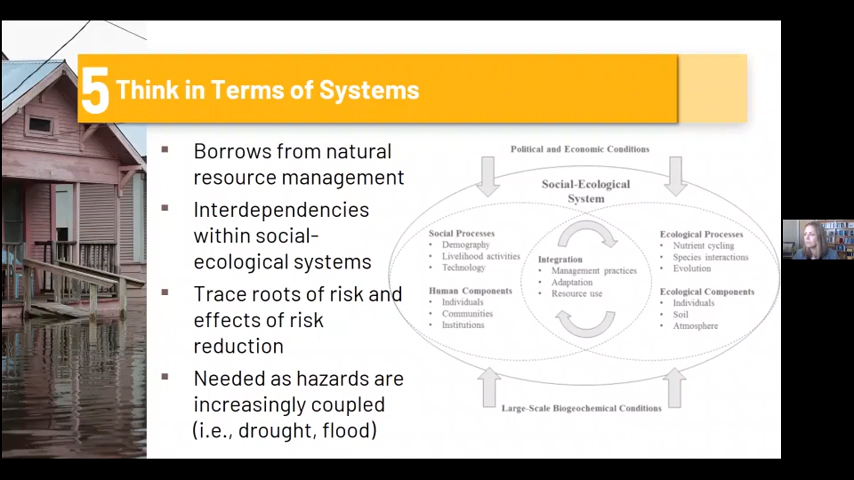 5 Think in Terms of Systems
▪ Borrows from natural
resource management
▪ Interdependencies
within social-
ecological systems
▪ Trace roots of risk and
effects of risk
reduction
▪ Needed as hazards are
increasingly coupled
(i.e., drought, flood)
Political and Economic Conditions
Social-Ecological
System
Social Processes
• Demography
• Livelihood activities
• Technology
Human Components
• Individuals
• Communities
• Institutions
Integration
• Management practices
• Adaptation
• Resource use
Ecological Processes
• Nutrient cycling
• Species interactions
• Evolution
Ecological Components
• Individuals
• Soil
• Atmosphere
Large-Scale Biogeochemical Conditions